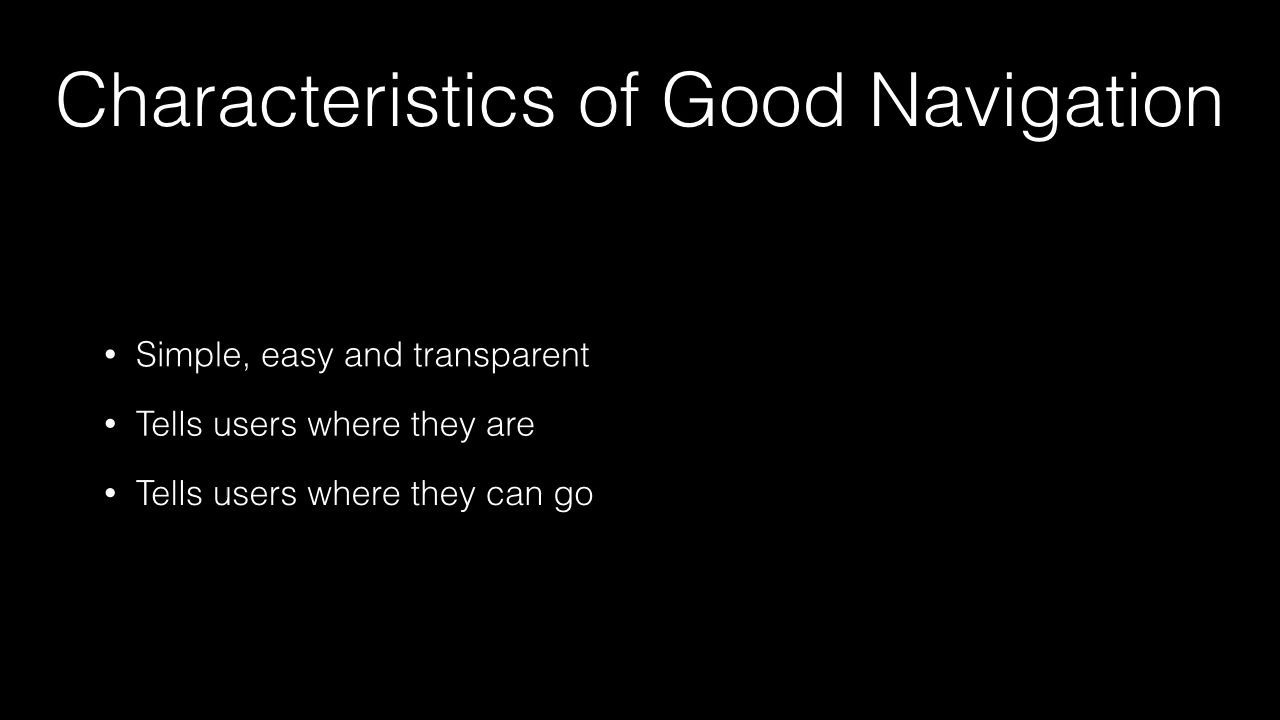 Characteristics of Good Navigation
• Simple, easy and transparent
• Tells users where they are
• Tells users where they can go